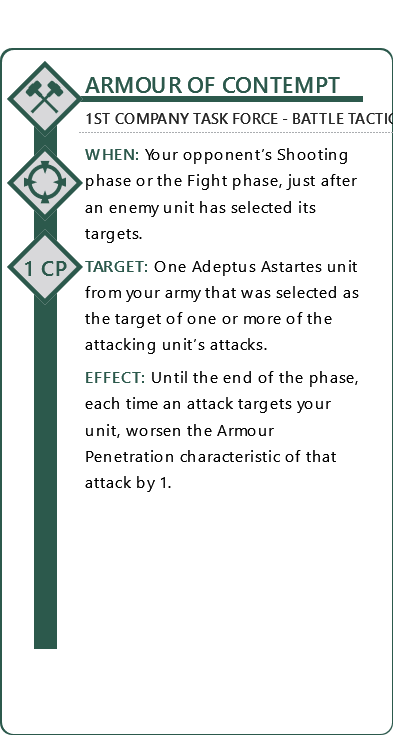 ARMOUR OF CONTEMPT
1ST COMPANY TASK FORCE - BATTLE TACTIC
WHEN: Your opponent's Shooting
phase or the Fight phase, just after
an enemy unit has selected its
targets.
1 CP
TARGET: One Adeptus Astartes unit
from your army that was selected as
the target of one or more of the
attacking unit's attacks.
EFFECT: Until the end of the phase,
each time an attack targets your
unit, worsen the Armour
Penetration characteristic of that
attack by 1.